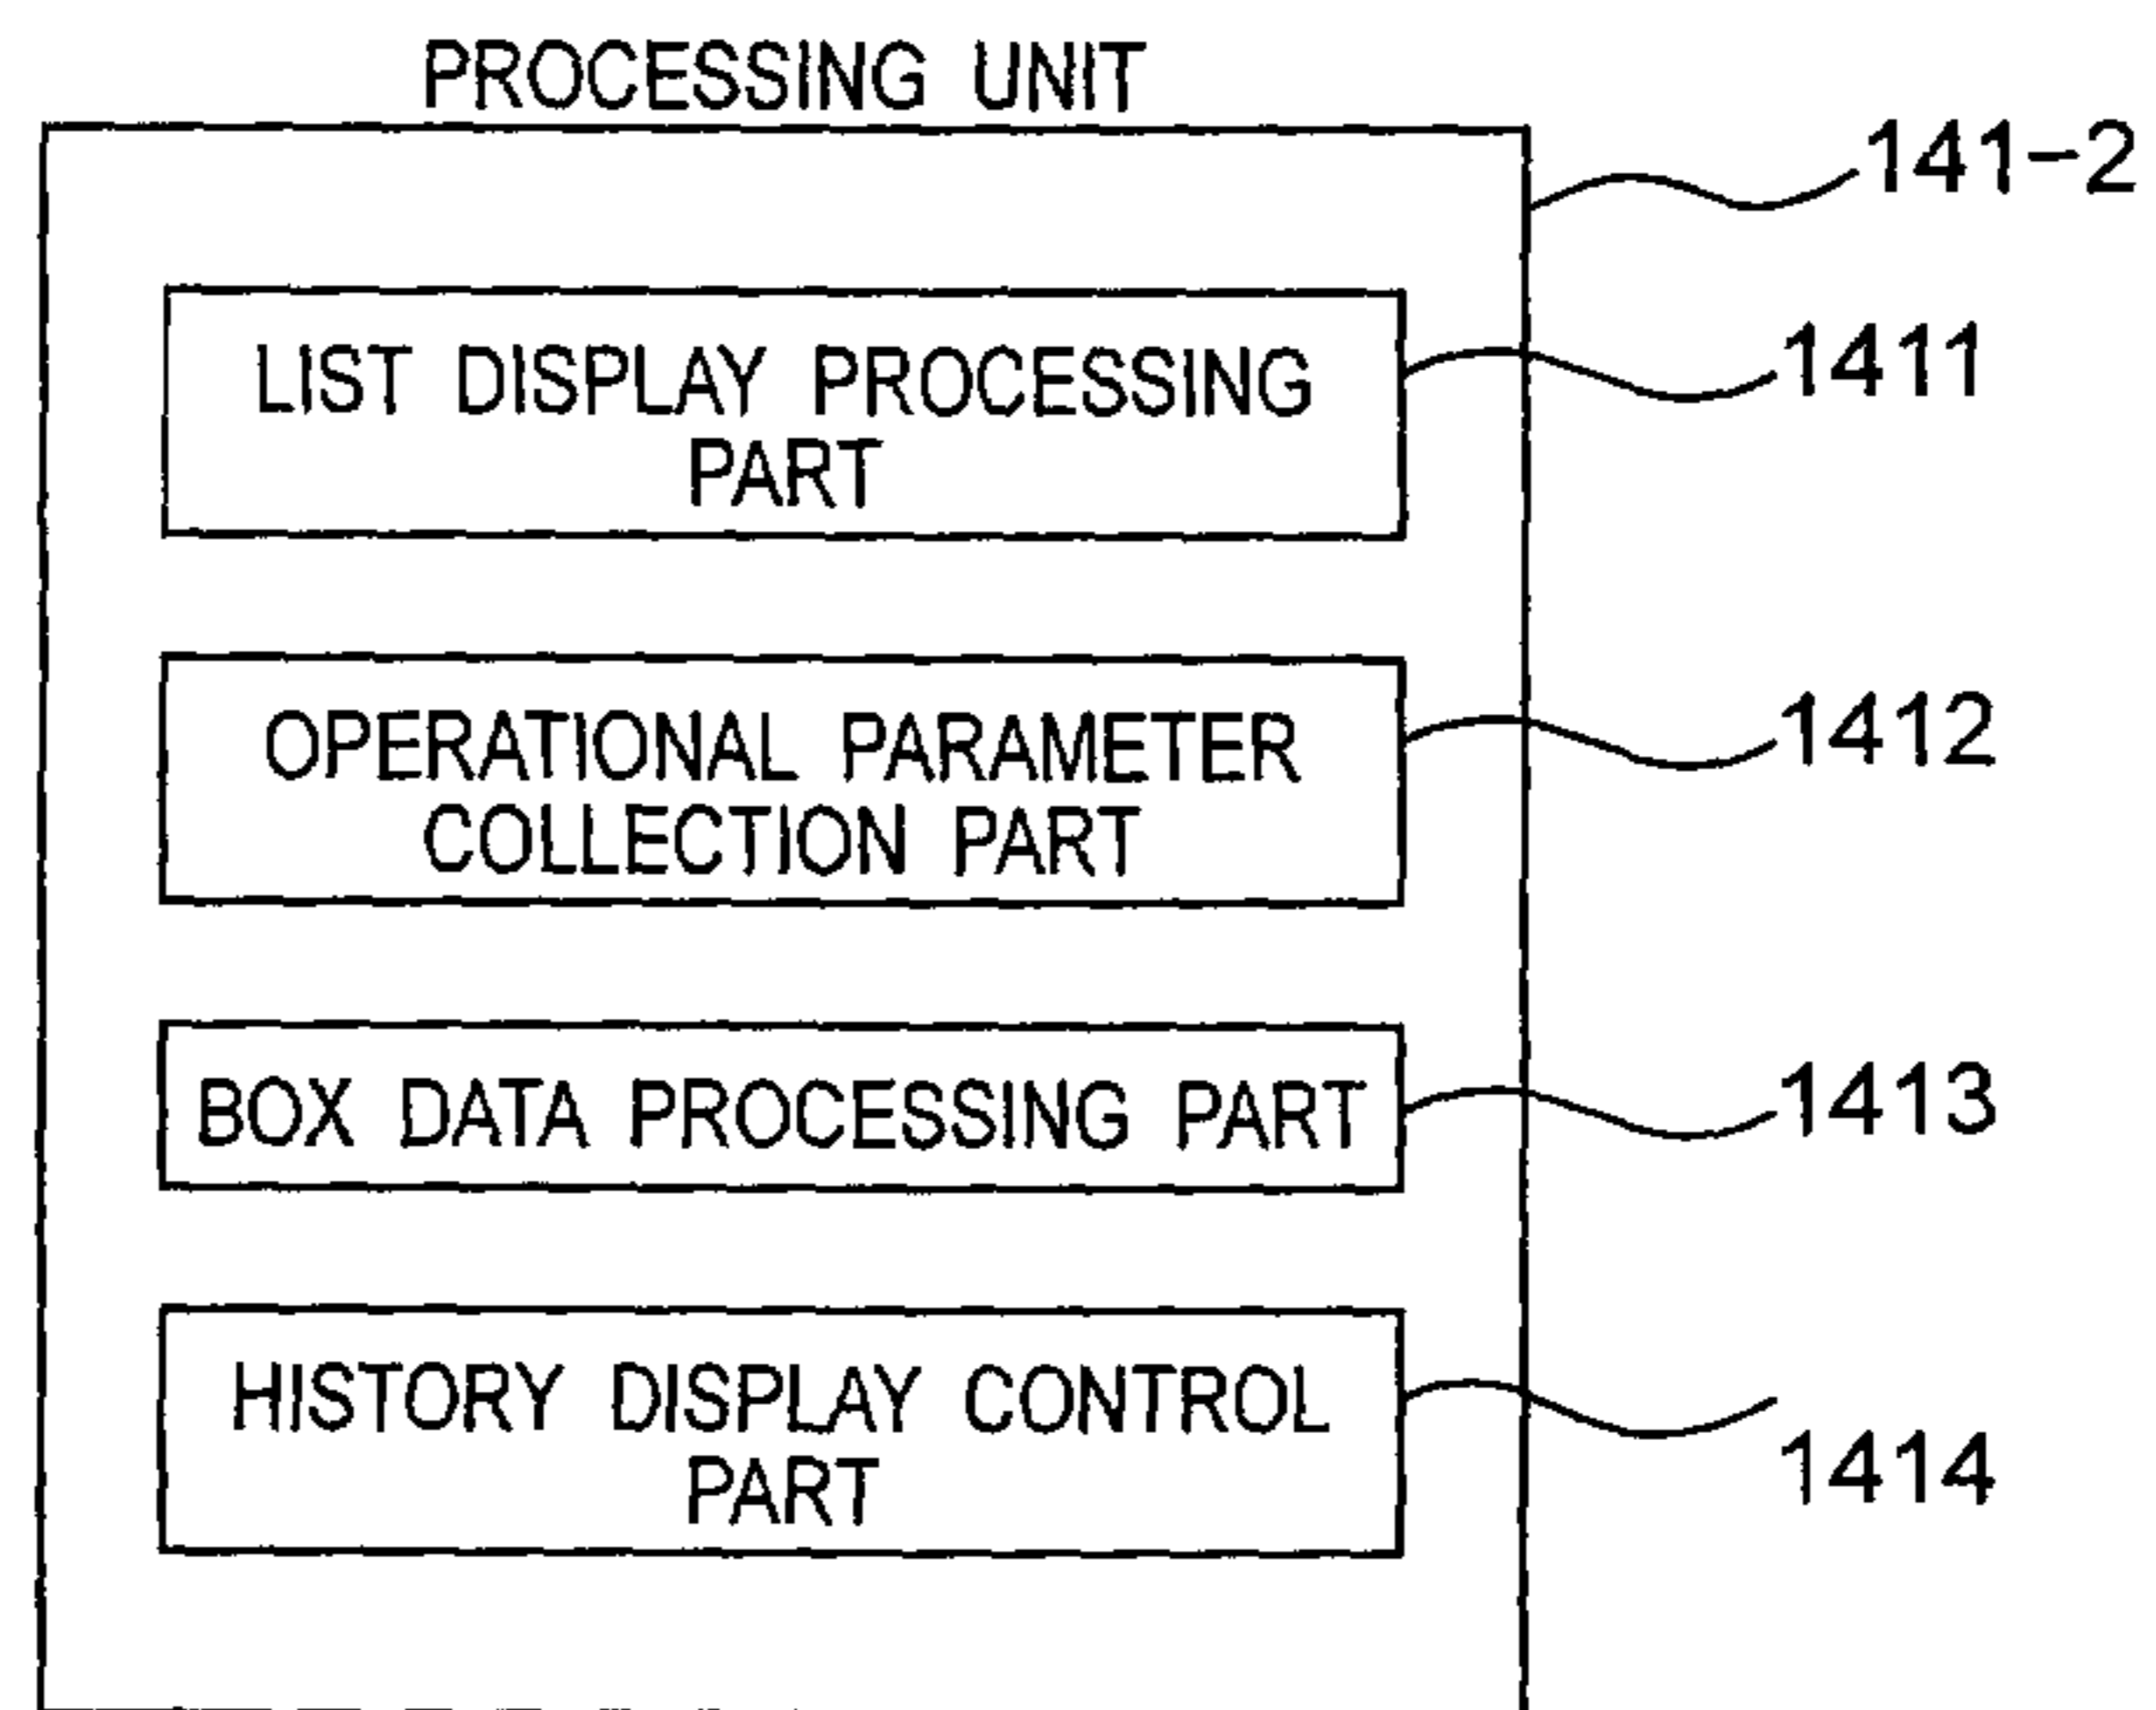 PROCESSING UNIT
141-2
LIST DISPLAY PROCESSING
PART
1411
OPERATIONAL PARAMETER
COLLECTION PART
1412
BOX DATA PROCESSING PART
1413
HISTORY DISPLAY CONTROL
PART
1414